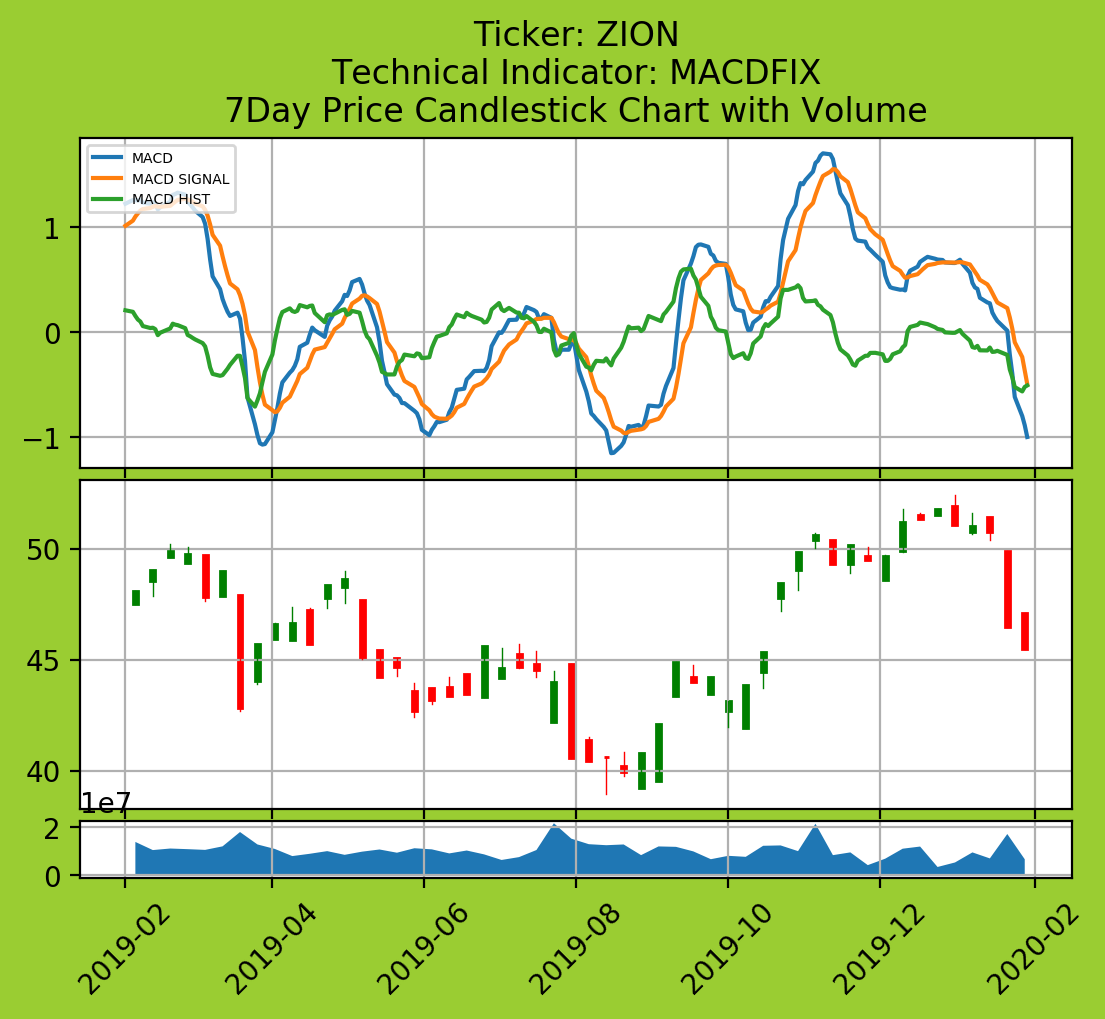 Ticker: ZION
Technical Indicator: MACDFIX
7Day Price Candlestick Chart with Volume
MACD
MACD SIGNAL
MACD HIST
1
0
−1
50
45
40
1e7
2
0
2019-02
2019-04
2019-06
2019-08
2019-10
2019-12
2020-02